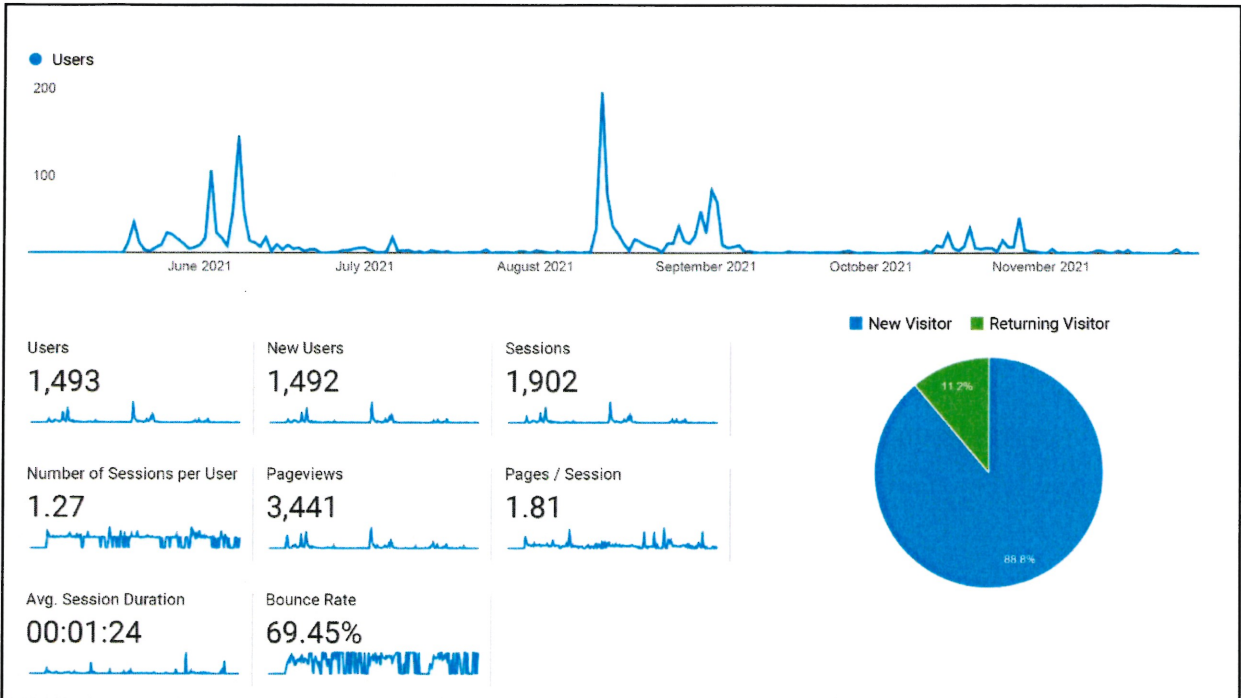 Users
200
100
June 2021 July 2021 August 2021 September 2021 October 2021 November 2021
New Visitor Returning Visitor
Users New Users Sessions
1,493 1,492 1,902
Number of Sessions per User Pageviews Pages / Session
1.27 3,441 1.81
Avg. Session Duration Bounce Rate
00:01:24 69.45%
11.2%
88.8%